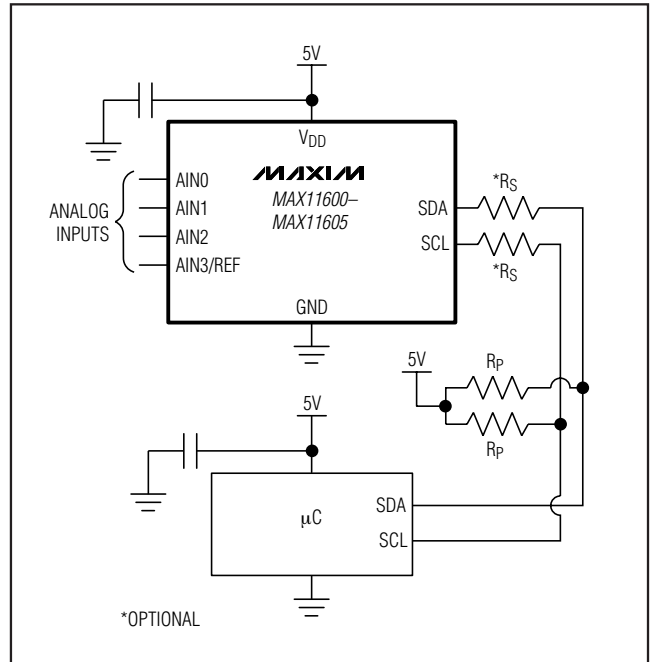 5V
V_DD
MAXIM
MAX11600–
MAX11605
ANALOG
INPUTS
AIN0
AIN1
AIN2
AIN3/REF
SDA
SCL
*R_S
*R_S
GND
5V
R_P
R_P
5V
µC
SDA
SCL
*OPTIONAL